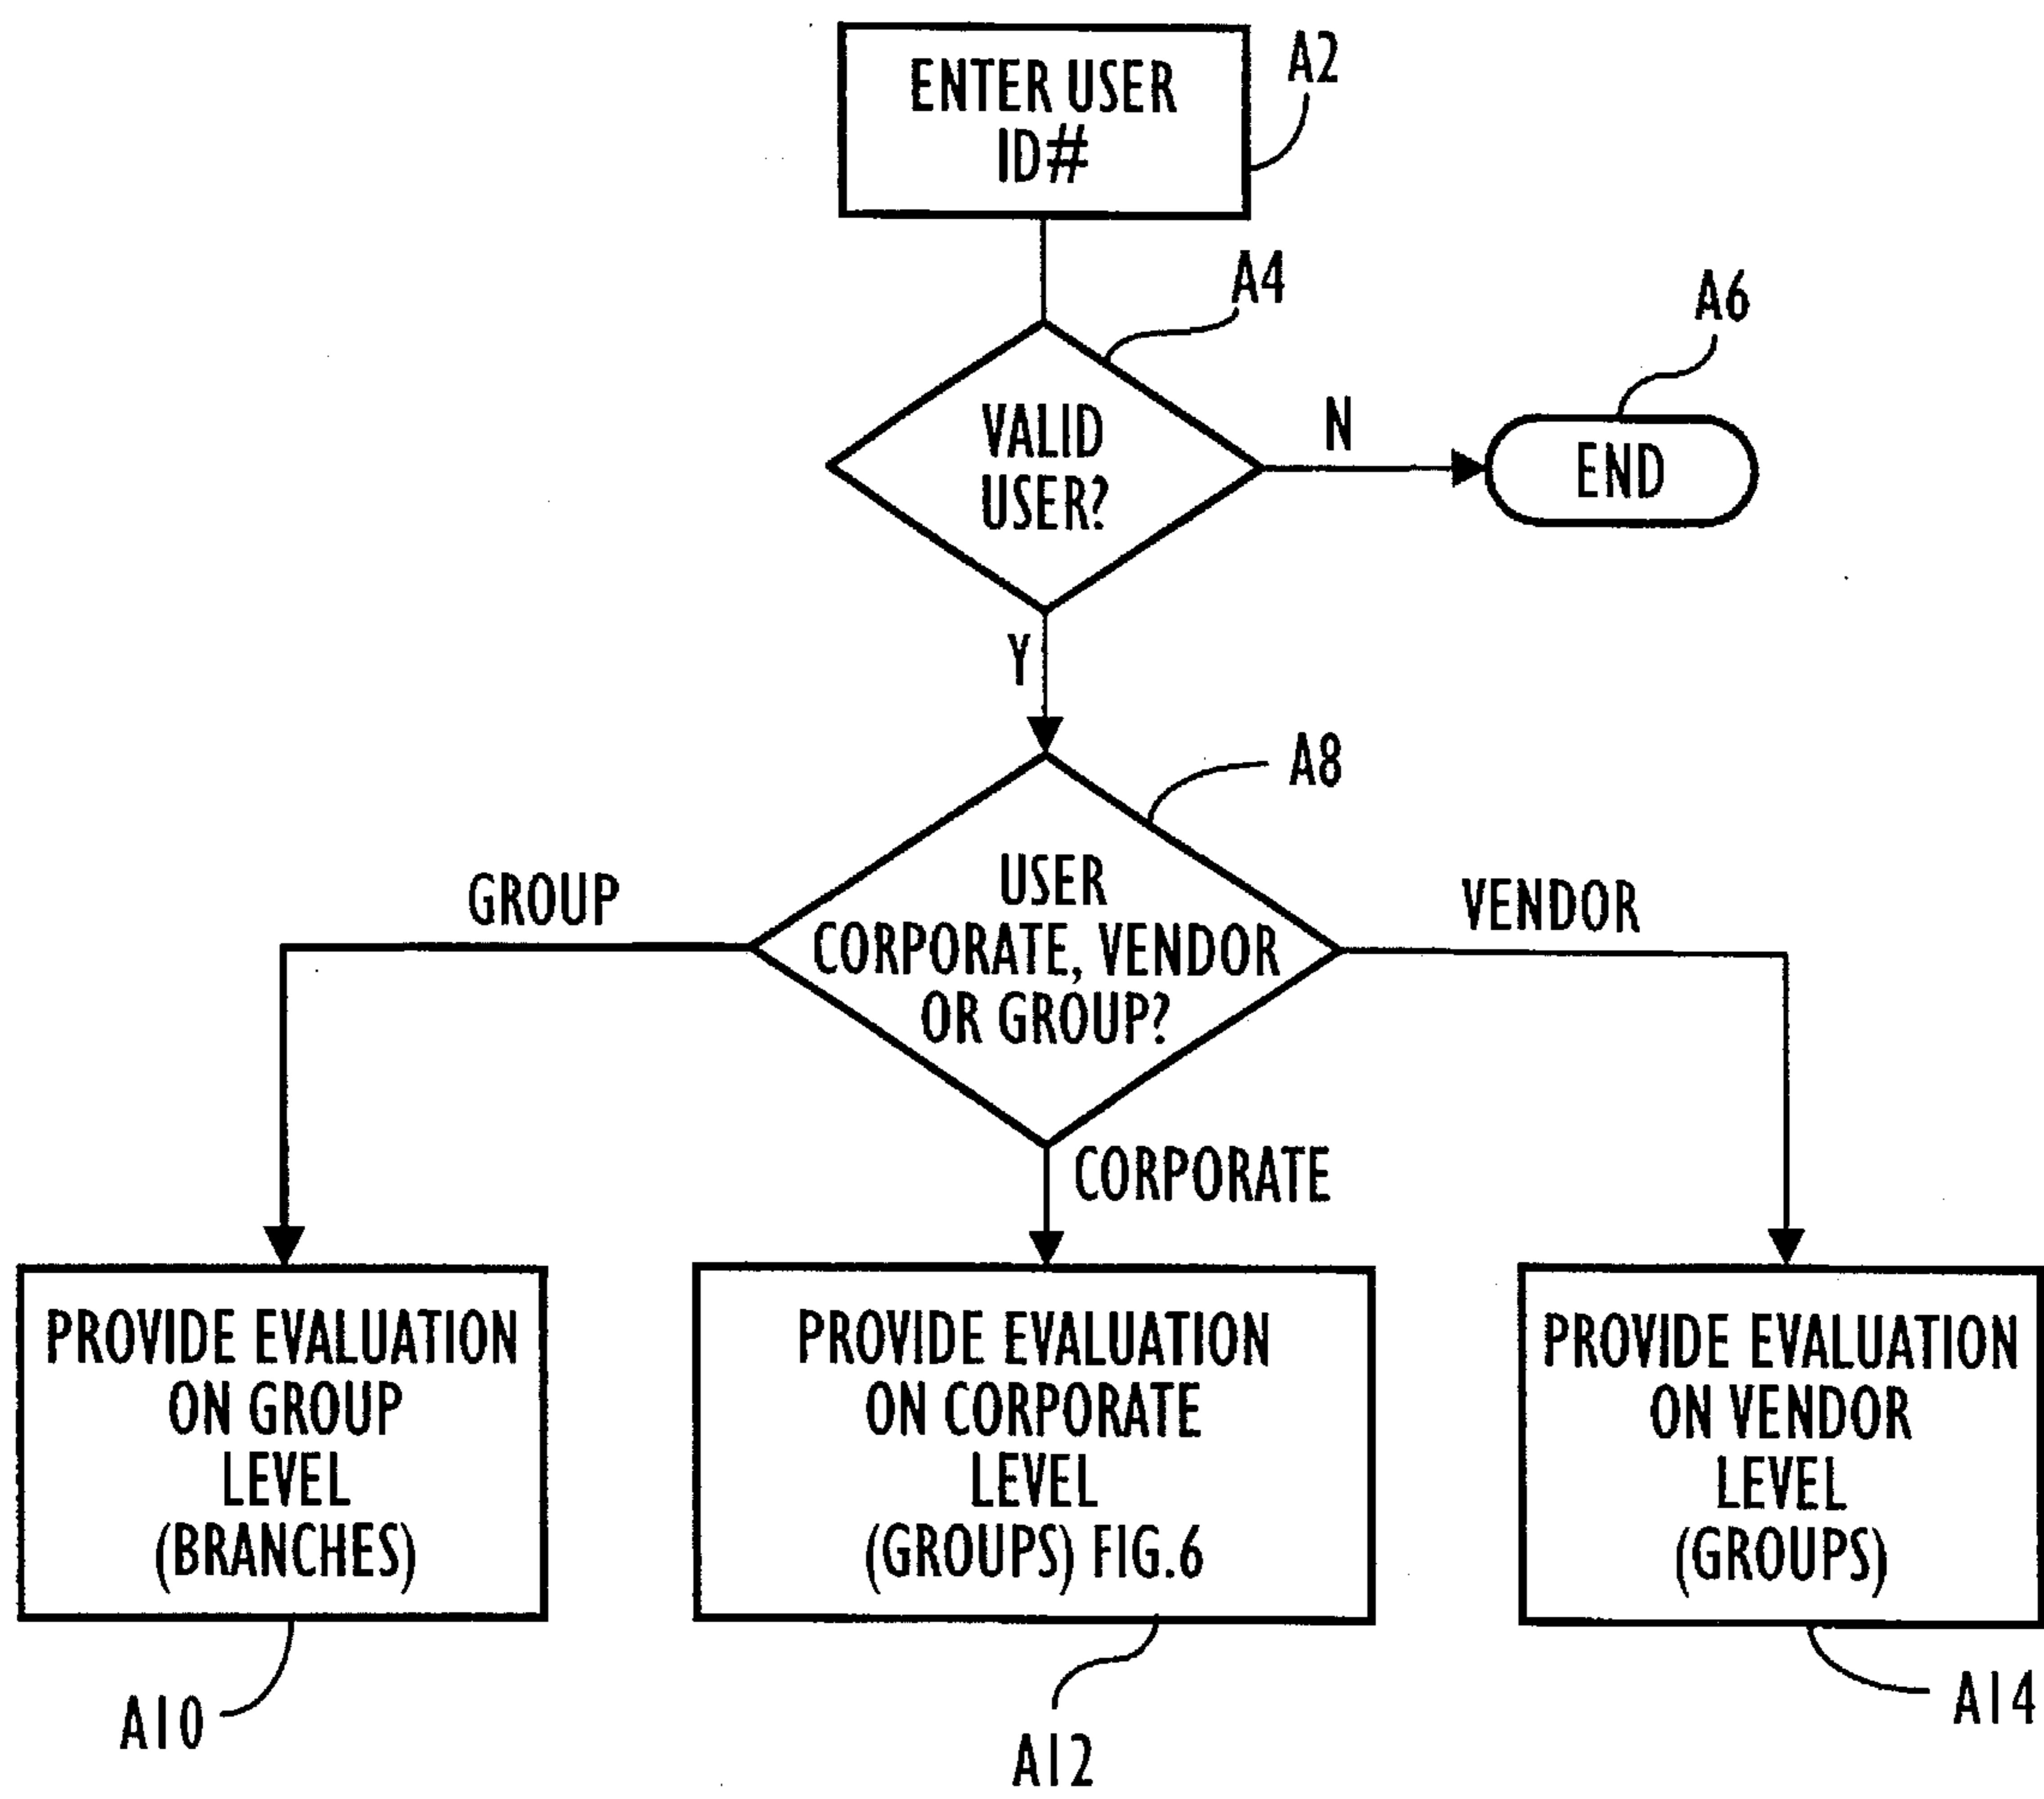 ENTER USER
ID#
A2
A4
VALID
USER?
N
A6
END
Y
A8
USER
CORPORATE, VENDOR
OR GROUP?
GROUP
VENDOR
CORPORATE
PROVIDE EVALUATION
ON GROUP
LEVEL
(BRANCHES)
A10
PROVIDE EVALUATION
ON CORPORATE
LEVEL
(GROUPS) FIG.6
A12
PROVIDE EVALUATION
ON VENDOR
LEVEL
(GROUPS)
A14